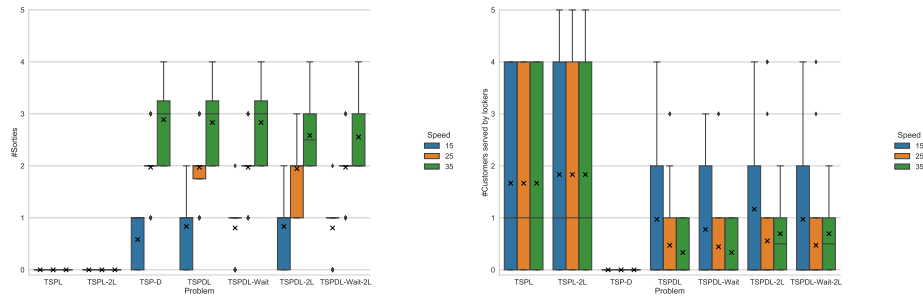 5
4
3
2
1
0
#Sorties
TSPL TSPL-2L TSP-D TSPDL TSPDL-Wait TSPDL-2L TSPDL-Wait-2L
Problem
Speed
15
25
35
5
4
3
2
1
0
#Customers served by lockers
TSPL TSPL-2L TSP-D TSPDL TSPDL-Wait TSPDL-2L TSPDL-Wait-2L
Problem
Speed
15
25
35